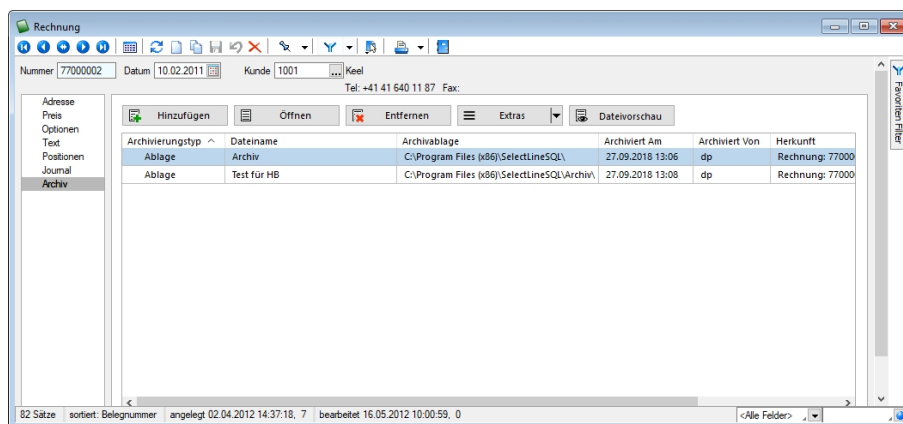 Rechnung
Nummer 77000002 Datum 10.02.2011 Kunde 1001 ... Keel
Tel: +41 41 640 11 87 Fax:
Favoriten Filter
Adresse
Preis
Optionen
Text
Positionen
Journal
Archiv
Hinzufügen Öffnen Entfernen Extras Dateivorschau
Archivierungstyp Dateiname Archivablage Archiviert Am Archiviert Von Herkunft
Ablage Archiv C:\Program Files (x86)\SelectLineSQL\ 27.09.2018 13:06 dp Rechnung: 77000
Ablage Test für HB C:\Program Files (x86)\SelectLineSQL\Archiv\ 27.09.2018 13:08 dp Rechnung: 77000
82 Sätze sortiert: Belegnummer angelegt 02.04.2012 14:37:18, 7 bearbeitet 16.05.2012 10:00:59, 0 <Alle Felder>